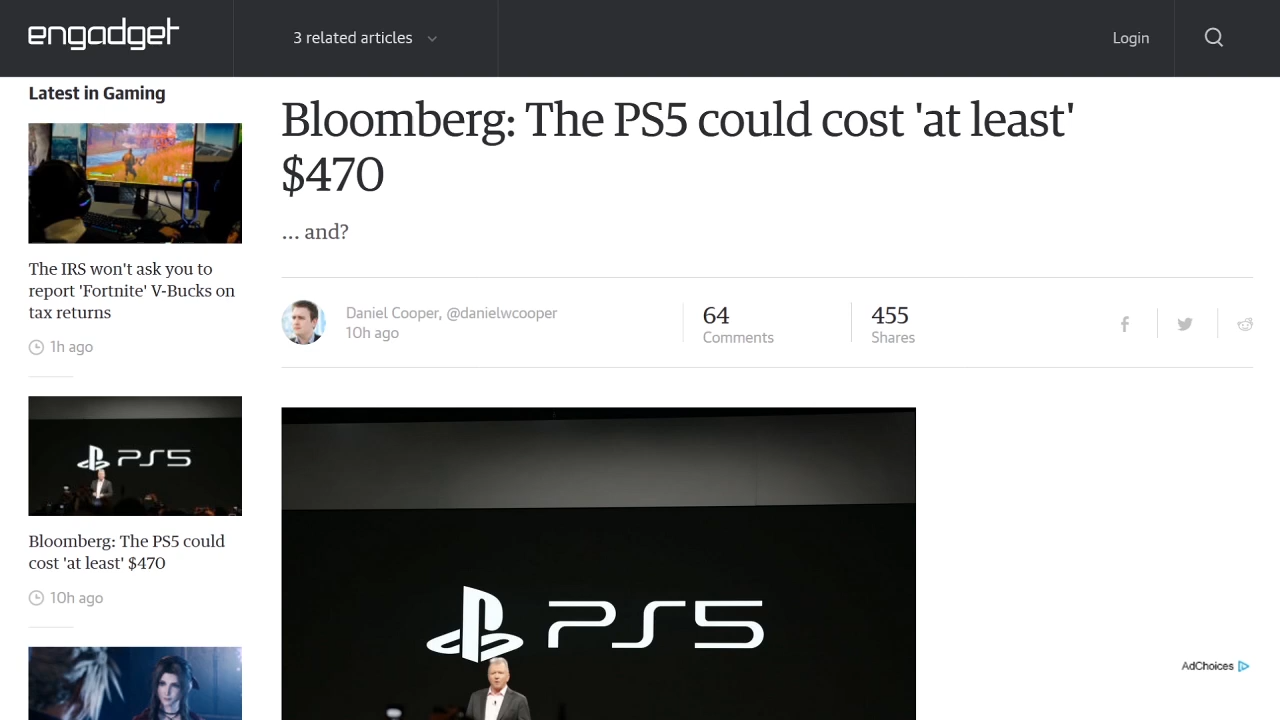 engadget
3 related articles
Login
Latest in Gaming
The IRS won't ask you to
report 'Fortnite' V-Bucks on
tax returns
1h ago
PS5
Bloomberg: The PS5 could
cost 'at least' $470
10h ago
Bloomberg: The PS5 could cost 'at least'
$470
... and?
Daniel Cooper, @danielwcooper
10h ago
64
Comments
455
Shares
PS5
AdChoices